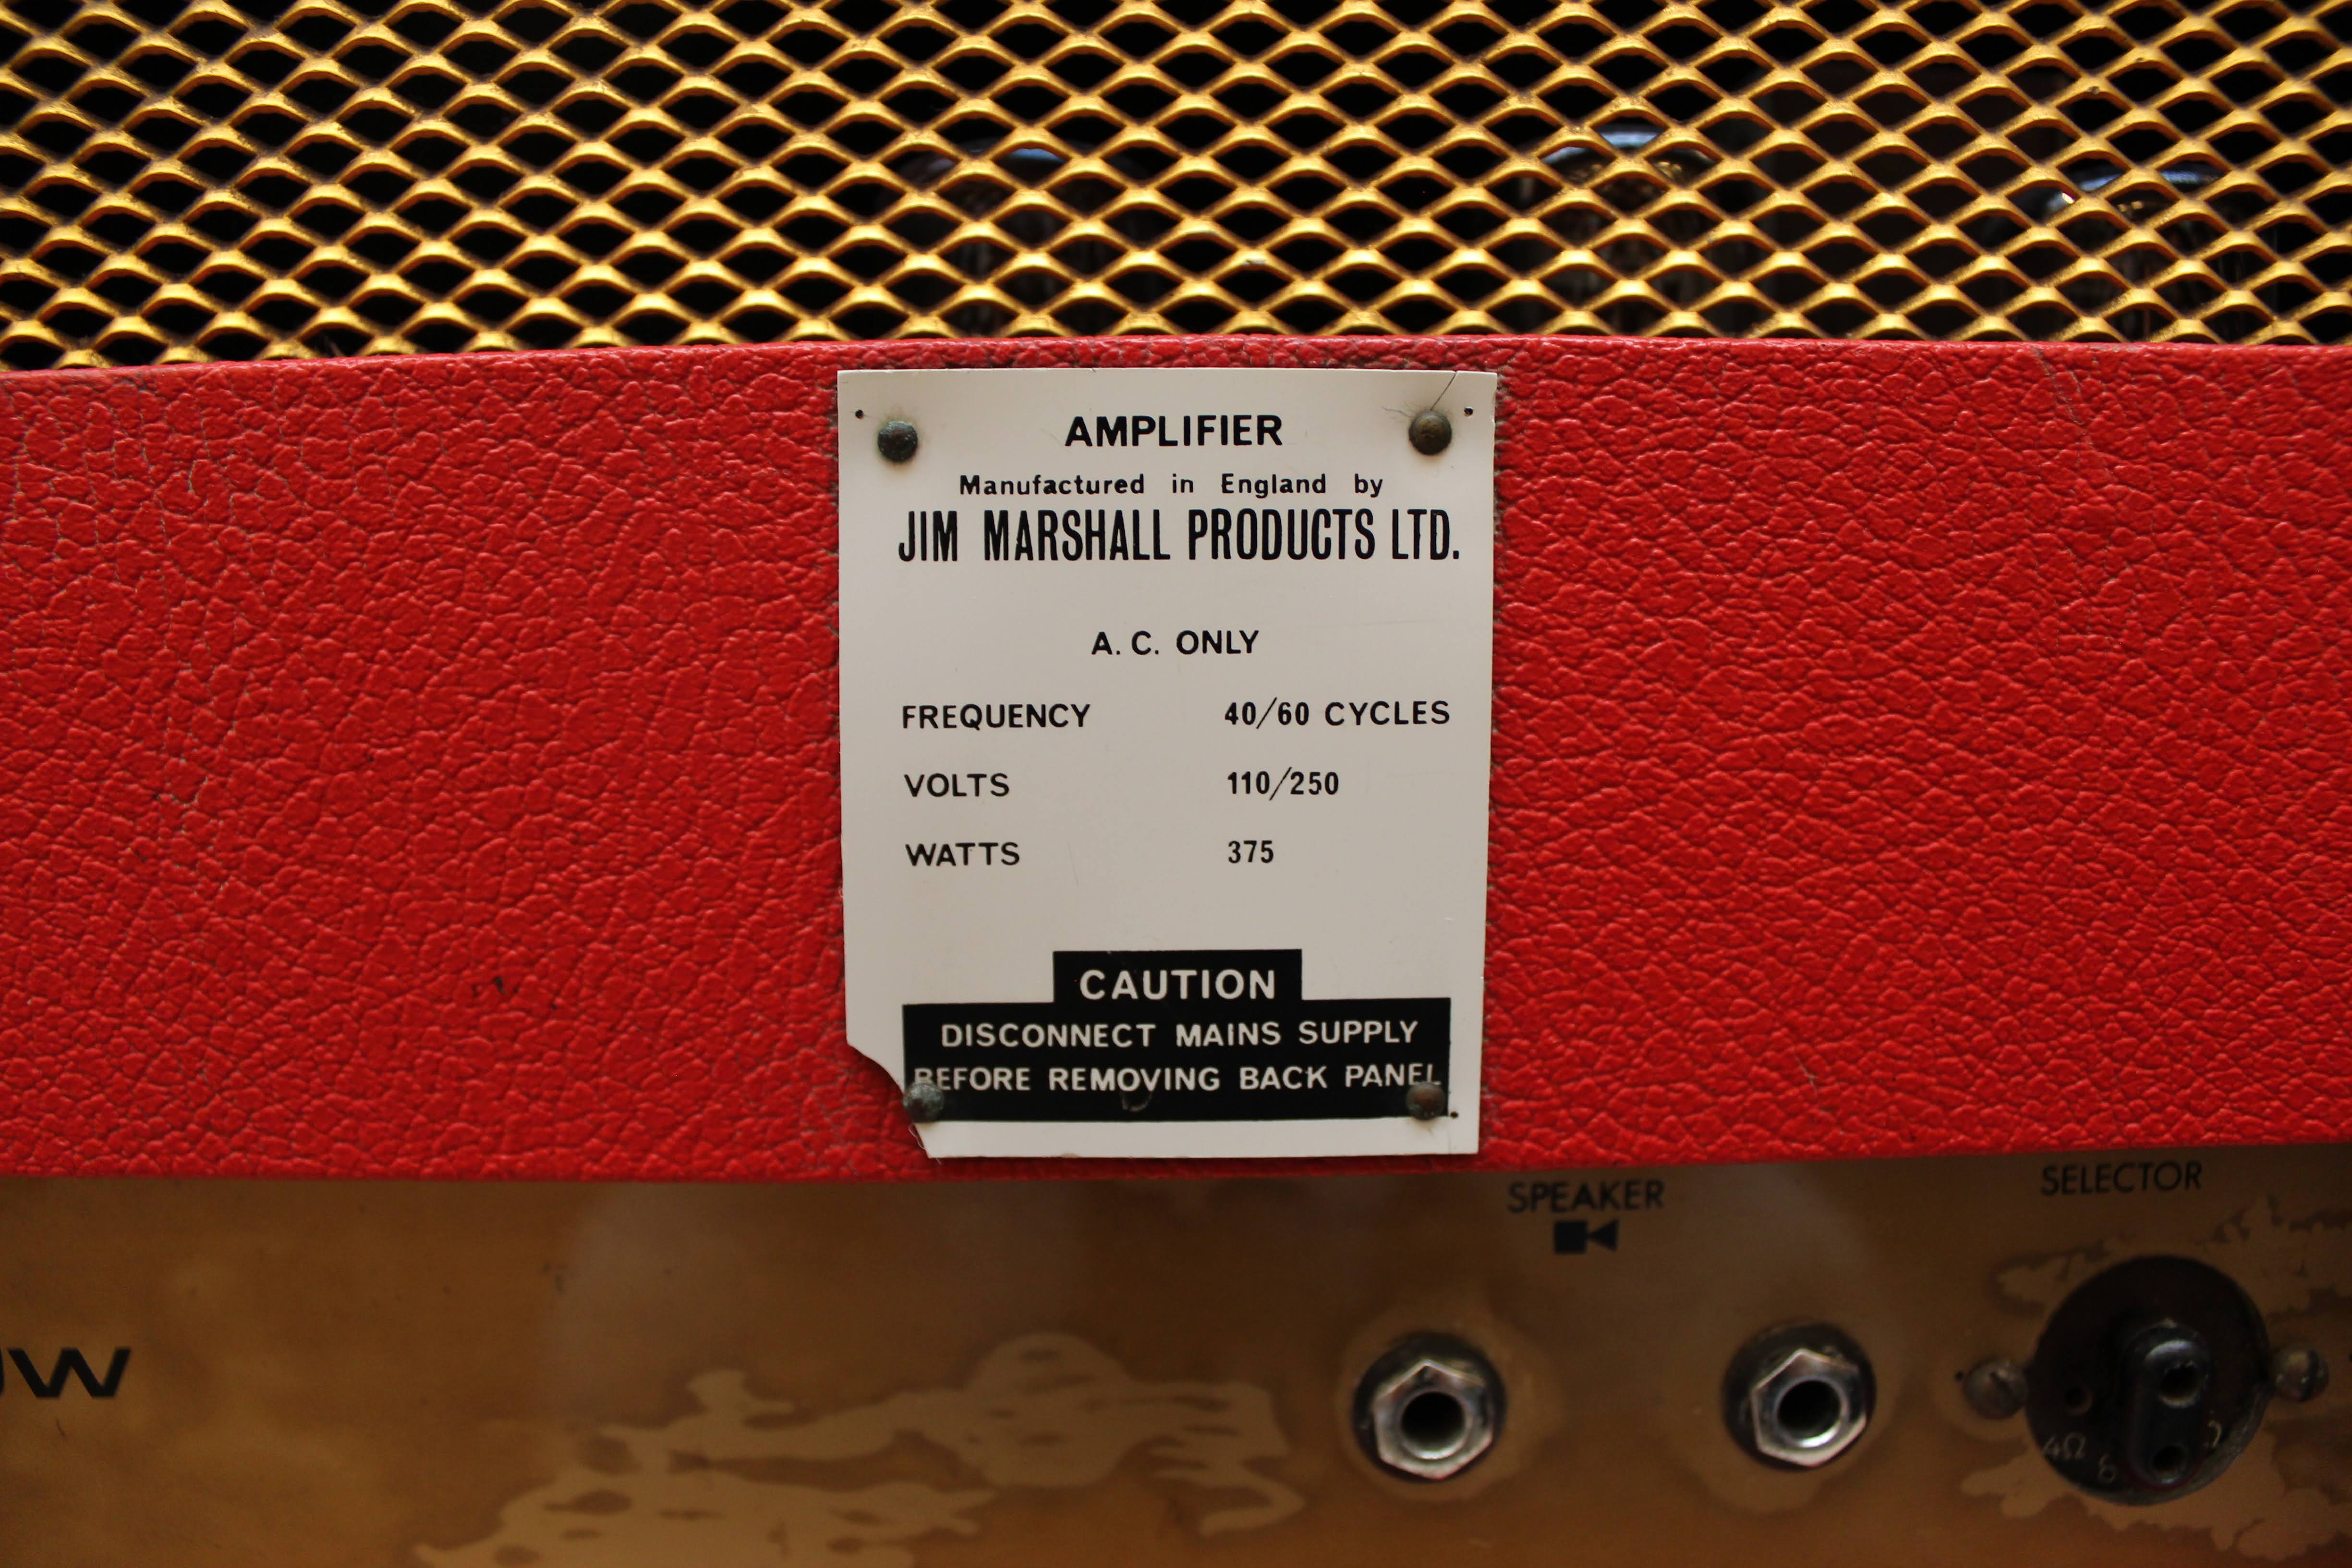 AMPLIFIER
Manufactured in England by
JIM MARSHALL PRODUCTS LTD.
A. C. ONLY
FREQUENCY 40/60 CYCLES
VOLTS 110/250
WATTS 375
CAUTION
DISCONNECT MAINS SUPPLY
BEFORE REMOVING BACK PANEL
SPEAKER
SELECTOR
4Ω